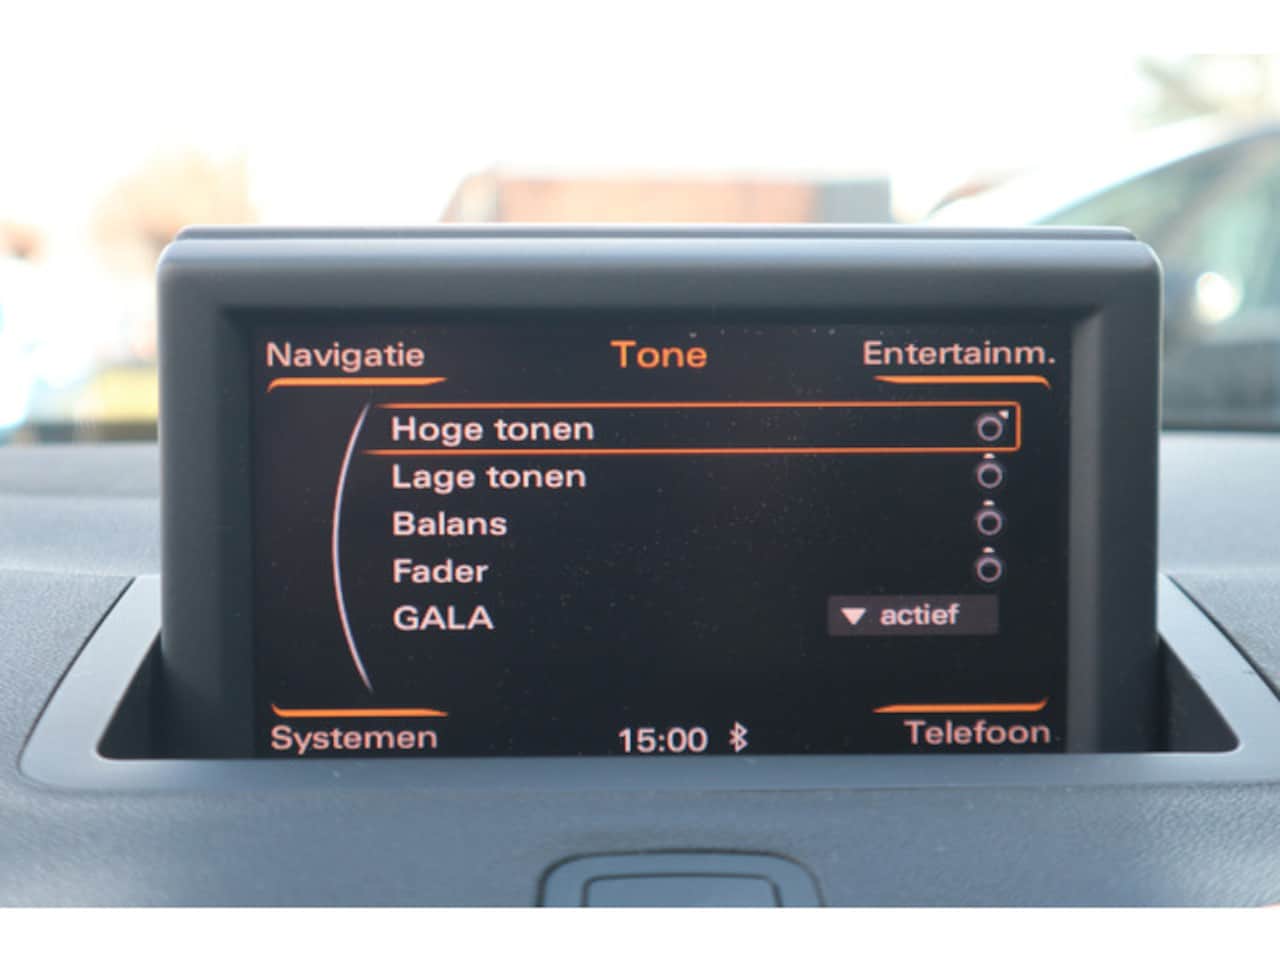 Navigatie Tone Entertainm.
Hoge tonen
Lage tonen
Balans
Fader
GALA actief
Systemen 15:00 Telefoon